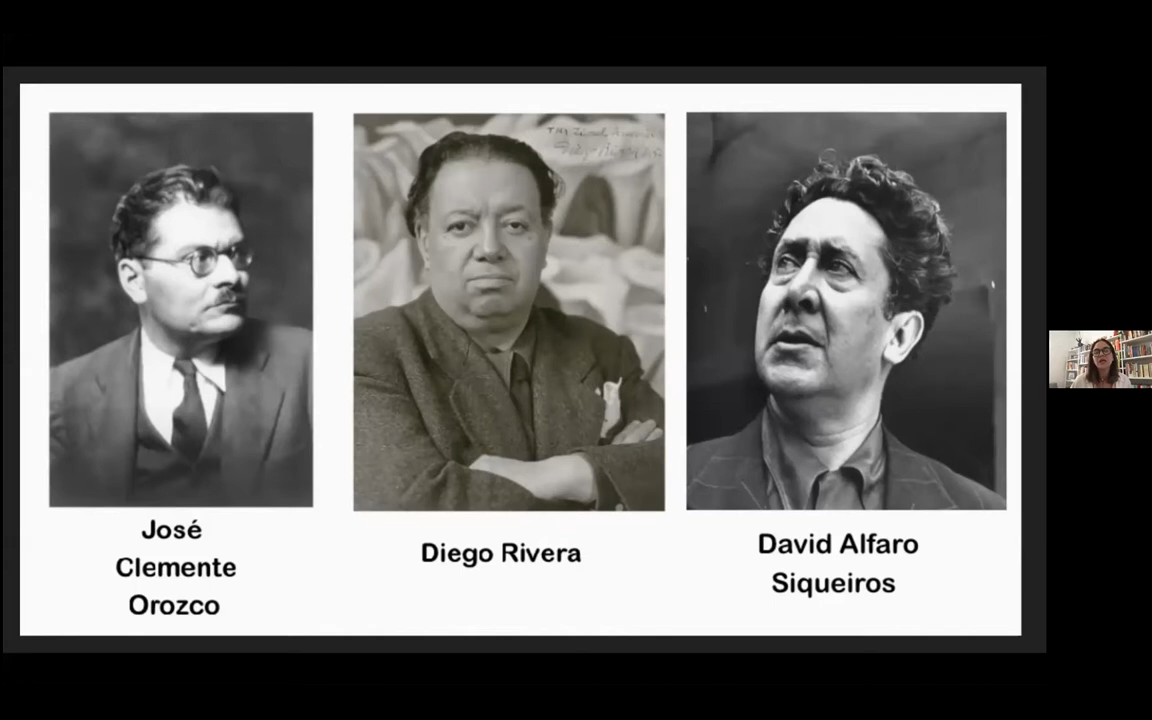 José
Clemente
Orozco
Diego Rivera
David Alfaro
Siqueiros